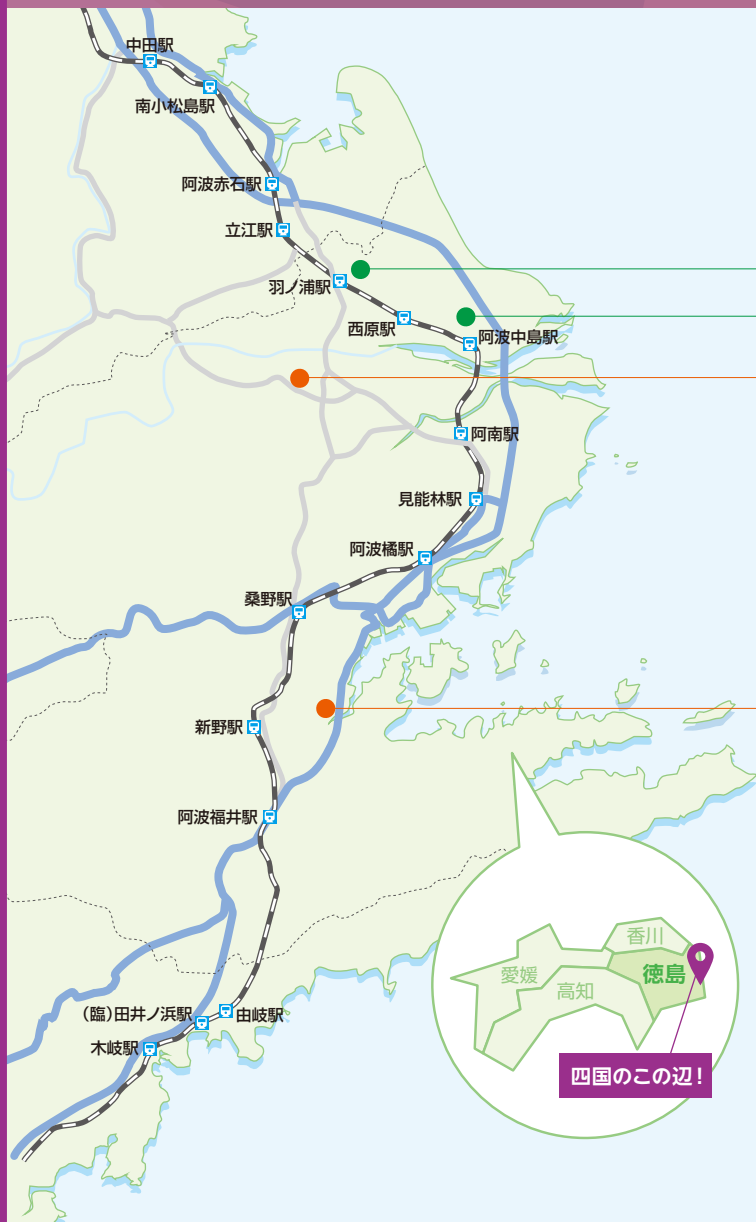 中田駅
南小松島駅
阿波赤石駅
立江駅
羽ノ浦駅
西原駅
阿波中島駅
阿南駅
見能林駅
阿波橘駅
桑野駅
新野駅
阿波福井駅
（臨）田井ノ浜駅
由岐駅
木岐駅
香川
徳島
愛媛
高知
四国のこの辺！